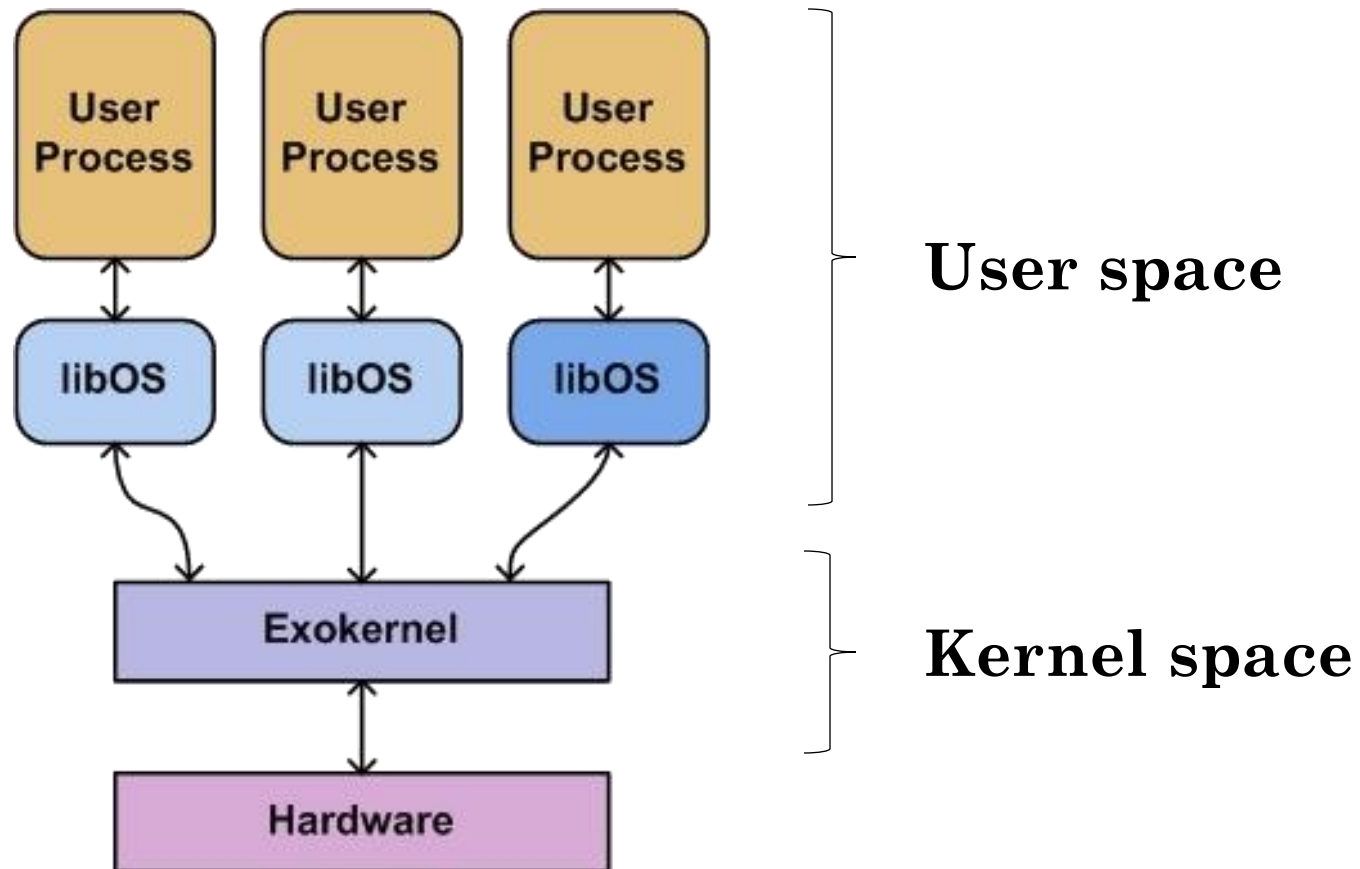 User
Process
User
Process
User
Process
User space
libOS
libOS
libOS
Exokernel
Kernel space
Hardware